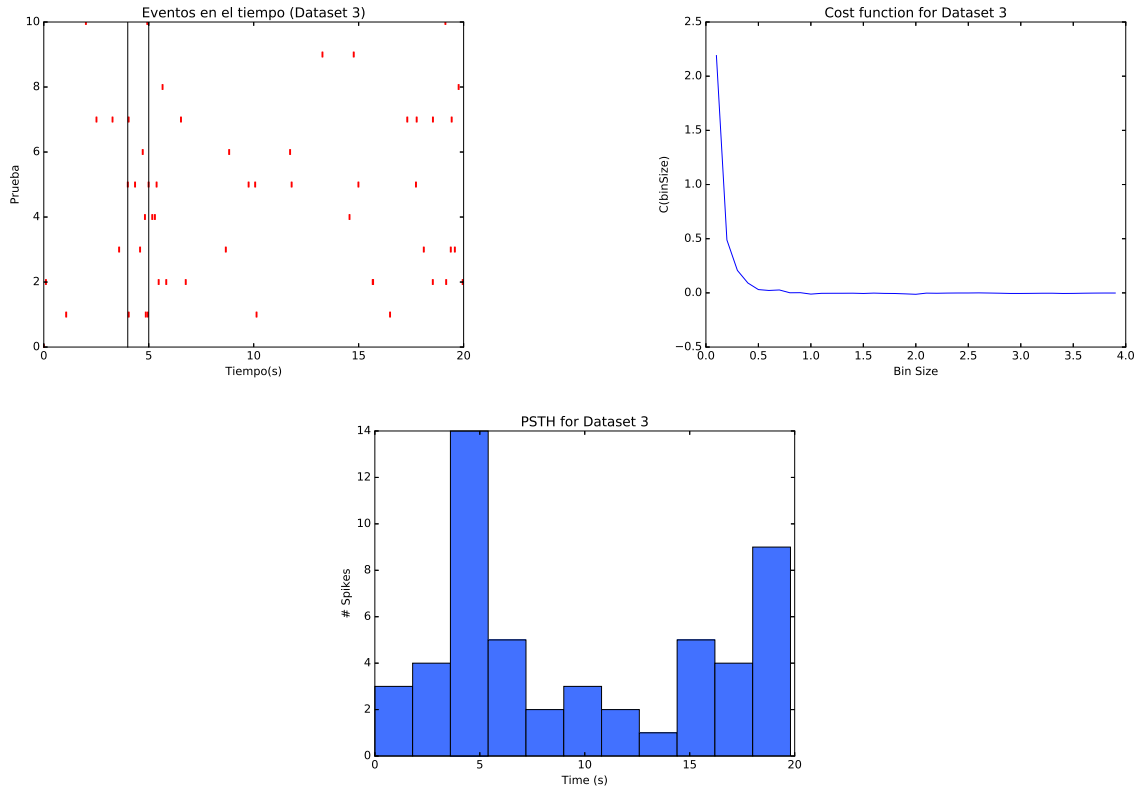 Eventos en el tiempo (Dataset 3)
10
8
6
4
2
0
Prueba
0 5 10 15 20
Tiempo(s)
Cost function for Dataset 3
2.5
2.0
1.5
1.0
0.5
0.0
−0.5
C(binSize)
0.0 0.5 1.0 1.5 2.0 2.5 3.0 3.5 4.0
Bin Size
PSTH for Dataset 3
14
12
10
8
6
4
2
0
# Spikes
0 5 10 15 20
Time (s)